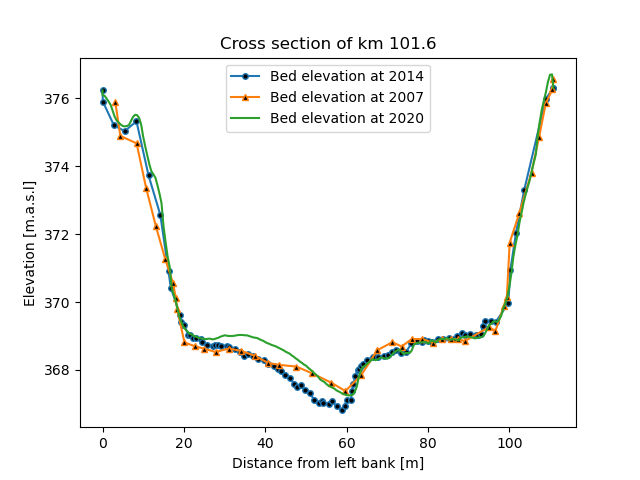 Cross section of km 101.6
Bed elevation at 2014
Bed elevation at 2007
Bed elevation at 2020
Elevation [m.a.s.l]
376
374
372
370
368
0 20 40 60 80 100
Distance from left bank [m]